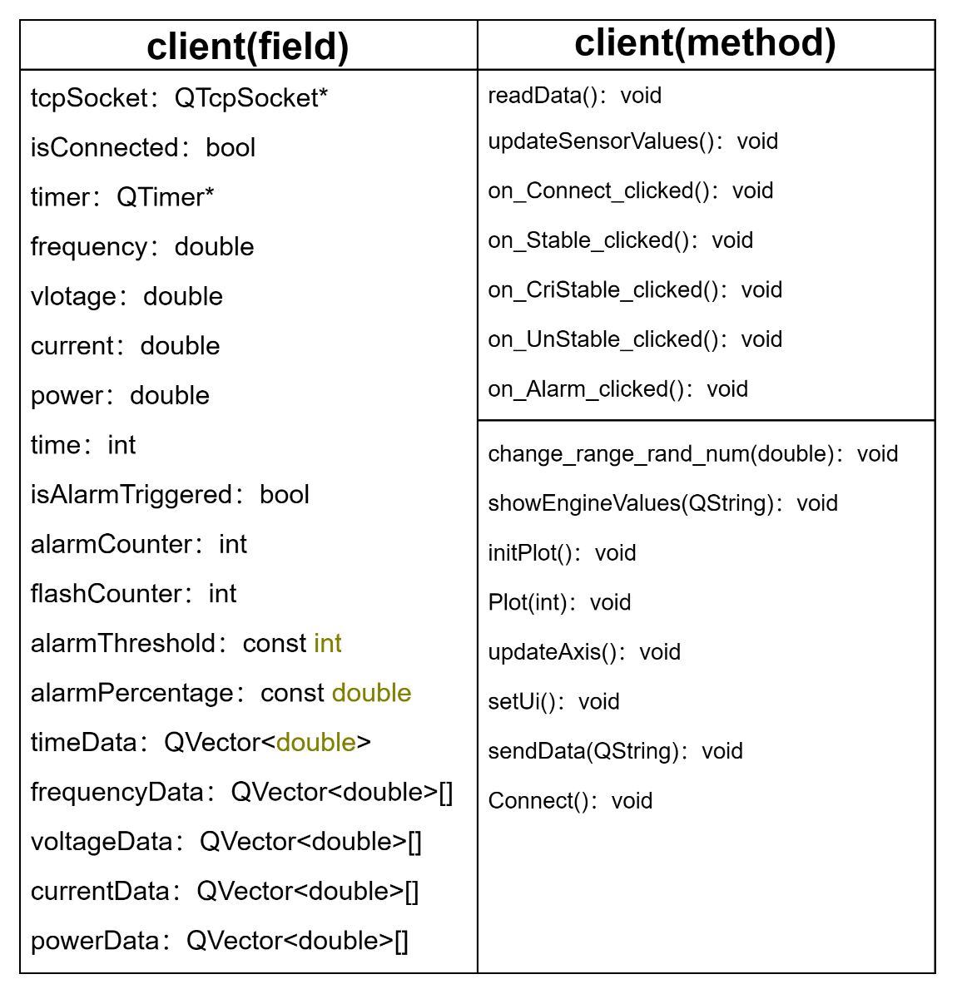 client(field)
tcpSocket：QTcpSocket*
isConnected：bool
timer：QTimer*
frequency：double
vlotage：double
current：double
power：double
time：int
isAlarmTriggered：bool
alarmCounter：int
flashCounter：int
alarmThreshold：const int
alarmPercentage：const double
timeData：QVector<double>
frequencyData：QVector<double>[]
voltageData：QVector<double>[]
currentData：QVector<double>[]
powerData：QVector<double>[]
client(method)
readData()：void
updateSensorValues()：void
on_Connect_clicked()：void
on_Stable_clicked()：void
on_CriStable_clicked()：void
on_UnStable_clicked()：void
on_Alarm_clicked()：void
change_range_rand_num(double)：void
showEngineValues(QString)：void
initPlot()：void
Plot(int)：void
updateAxis()：void
setUi()：void
sendData(QString)：void
Connect()：void